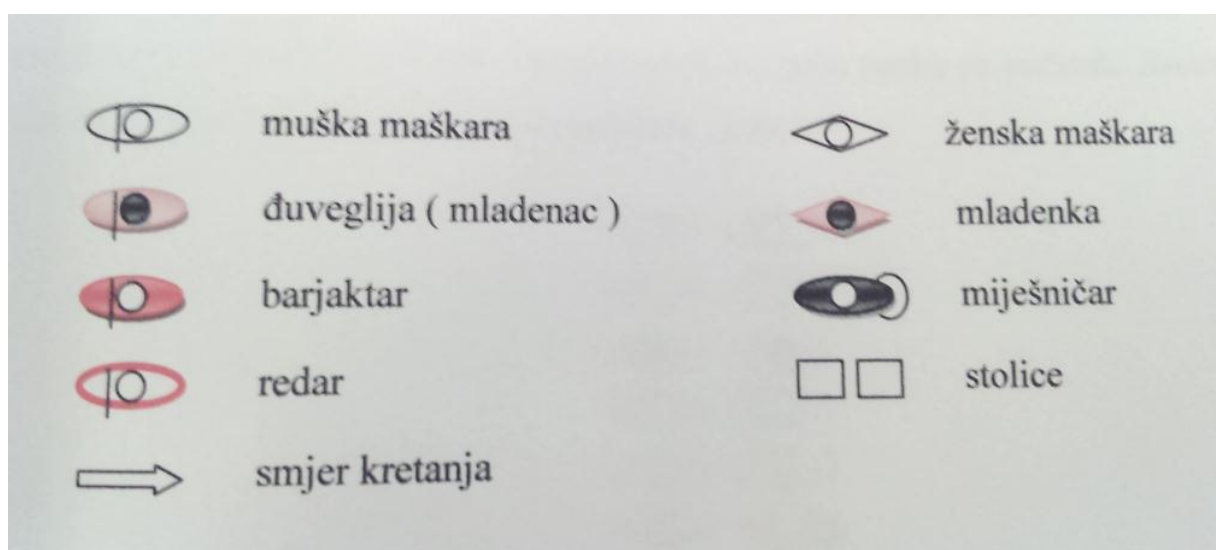 muška maškara
đuveglija ( mladenac )
barjaktar
redar
smjer kretanja
ženska maškara
mladenka
miješničar
stolice